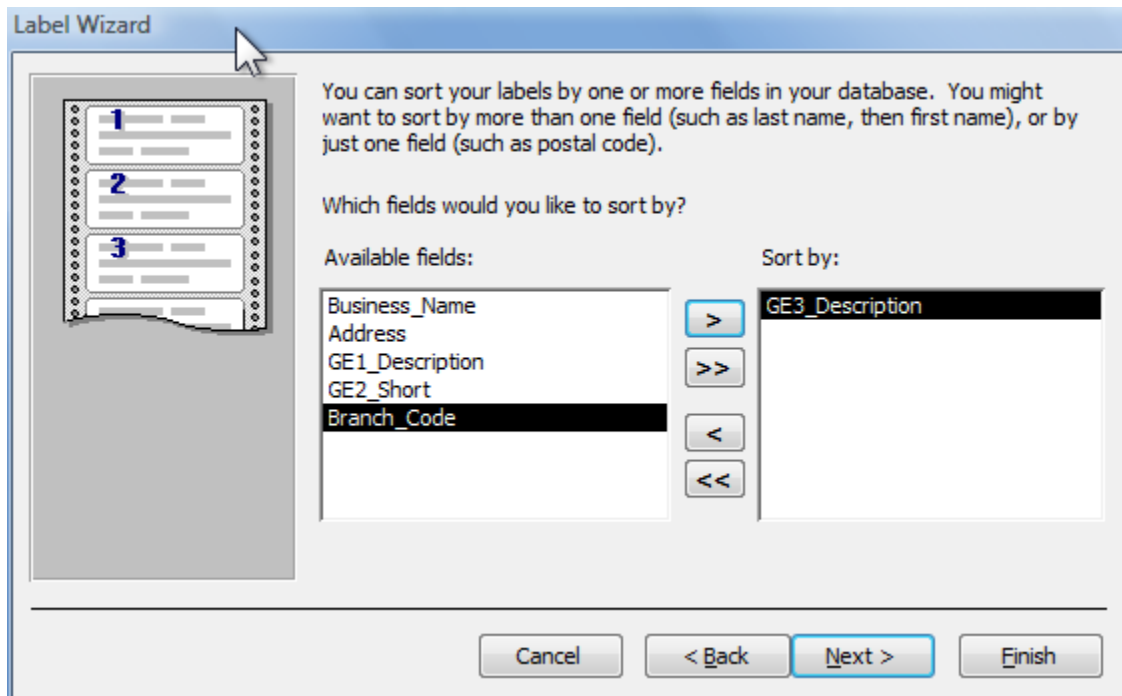 Label Wizard
You can sort your labels by one or more fields in your database.  You might
want to sort by more than one field (such as last name, then first name), or by
just one field (such as postal code).
1
2
3
Which fields would you like to sort by?
Available fields:
Sort by:
Business_Name
Address
GE1_Description
GE2_Short
Branch_Code
>
>>
<
<<
GE3_Description
Cancel
< Back
Next >
Finish